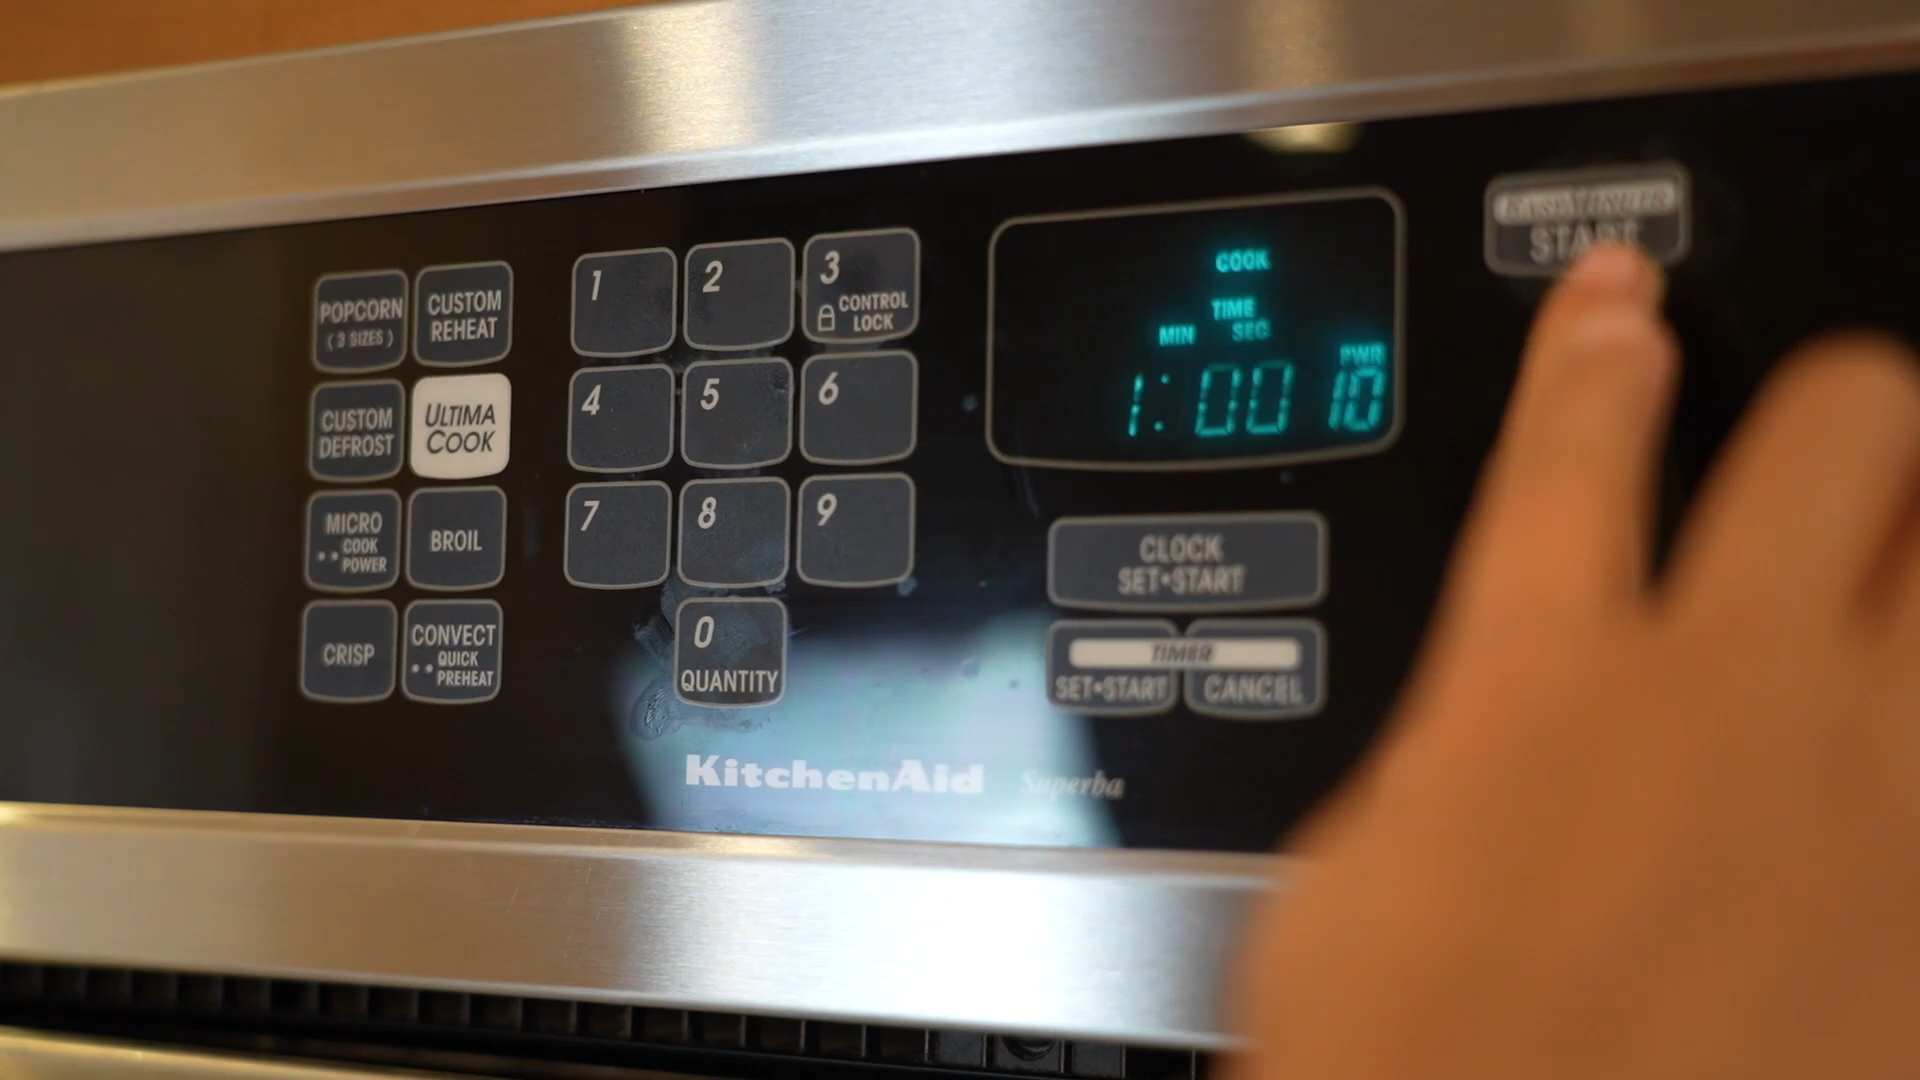 POPCORN
( 3 SIZES )
CUSTOM
REHEAT
CUSTOM
DEFROST
ULTIMA
COOK
MICRO
•• COOK
POWER
BROIL
CRISP
CONVECT
•• QUICK
PREHEAT
1
2
3
CONTROL
LOCK
4
5
6
7
8
9
0
QUANTITY
COOK
TIME
MIN SEC
PWR
1:00 10
START
CLOCK
SET•START
TIMER
SET•START
CANCEL
KitchenAid Superba